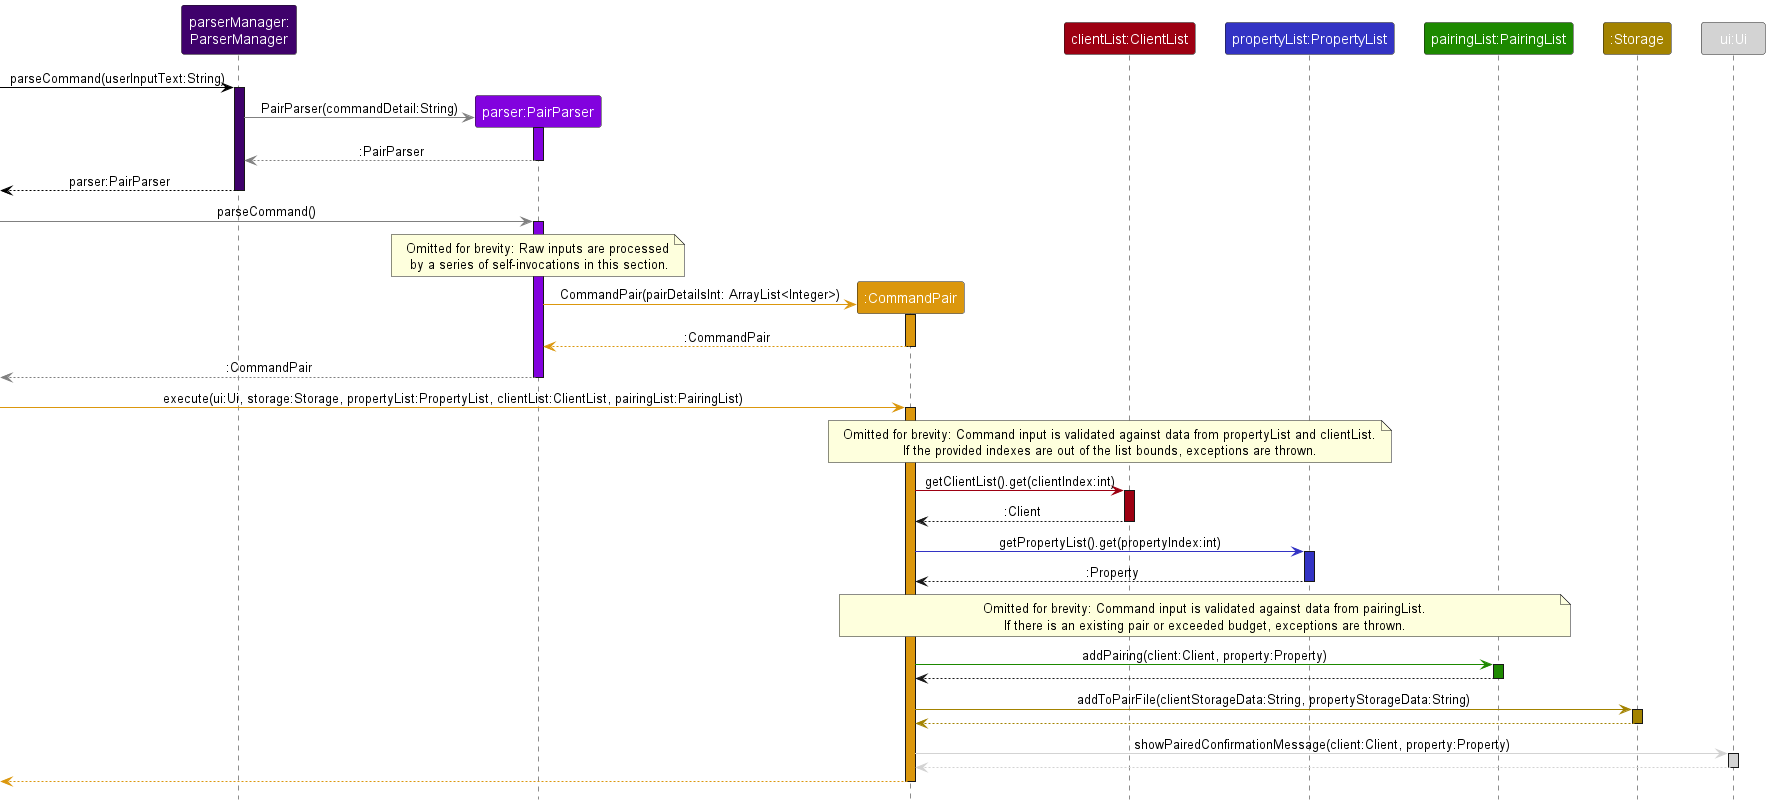 parserManager:
ParserManager
clientList:ClientList
propertyList:PropertyList
pairingList:PairingList
:Storage
ui:Ui
parseCommand(userInputText:String)
PairParser(commandDetail:String)
parser:PairParser
:PairParser
parser:PairParser
parseCommand()
Omitted for brevity: Raw inputs are processed
by a series of self-invocations in this section.
CommandPair(pairDetailsInt: ArrayList<Integer>)
:CommandPair
:CommandPair
:CommandPair
execute(ui:Ui, storage:Storage, propertyList:PropertyList, clientList:ClientList, pairingList:PairingList)
Omitted for brevity: Command input is validated against data from propertyList and clientList.
If the provided indexes are out of the list bounds, exceptions are thrown.
getClientList().get(clientIndex:int)
:Client
getPropertyList().get(propertyIndex:int)
:Property
Omitted for brevity: Command input is validated against data from pairingList.
If there is an existing pair or exceeded budget, exceptions are thrown.
addPairing(client:Client, property:Property)
addToPairFile(clientStorageData:String, propertyStorageData:String)
showPairedConfirmationMessage(client:Client, property:Property)